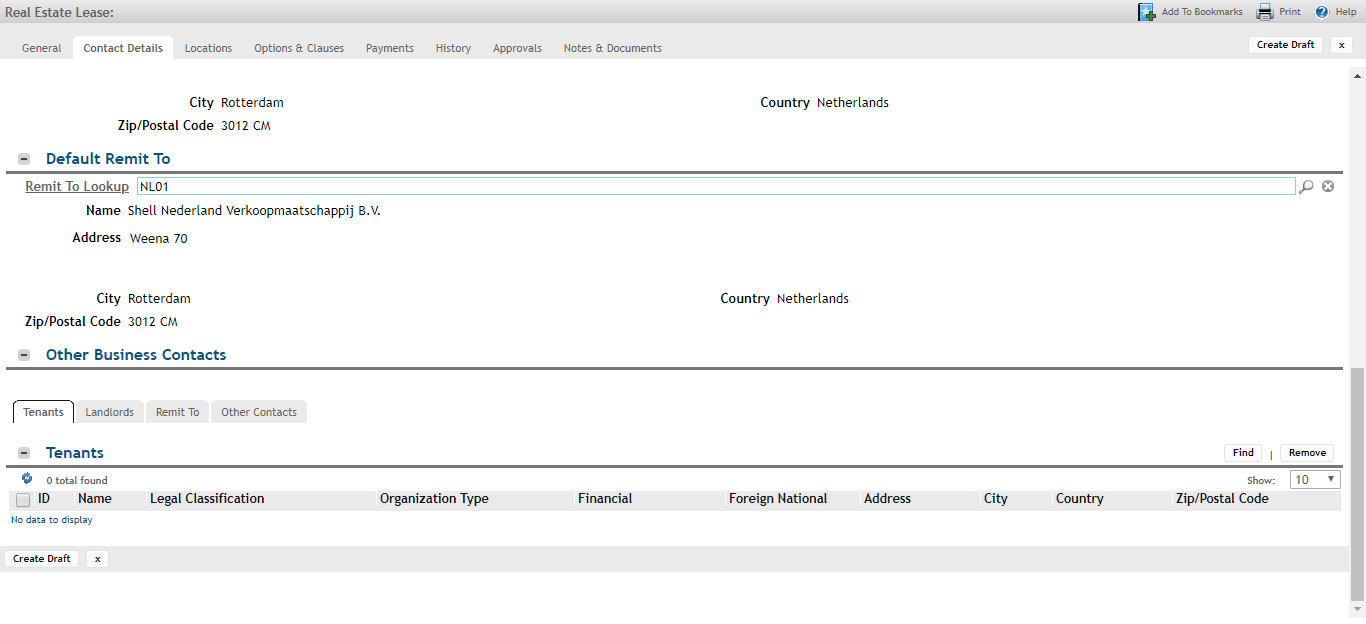 Real Estate Lease: Add To Bookmarks Print Help
General Contact Details Locations Options & Clauses Payments History Approvals Notes & Documents Create Draft x
City Rotterdam Country Netherlands
Zip/Postal Code 3012 CM
Default Remit To
Remit To Lookup NL01
Name Shell Nederland Verkoopmaatschappij B.V.
Address Weena 70
City Rotterdam Country Netherlands
Zip/Postal Code 3012 CM
Other Business Contacts
Tenants Landlords Remit To Other Contacts
Tenants Find | Remove
0 total found Show: 10
ID Name Legal Classification Organization Type Financial Foreign National Address City Country Zip/Postal Code
No data to display
Create Draft x